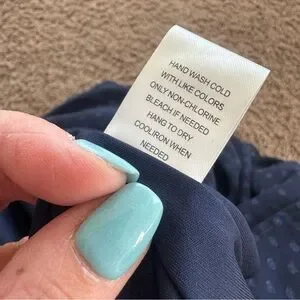 HAND WASH COLD
WITH LIKE COLORS
ONLY NON-CHLORINE
BLEACH IF NEEDED
HANG TO DRY
COOLIRON WHEN
NEEDED